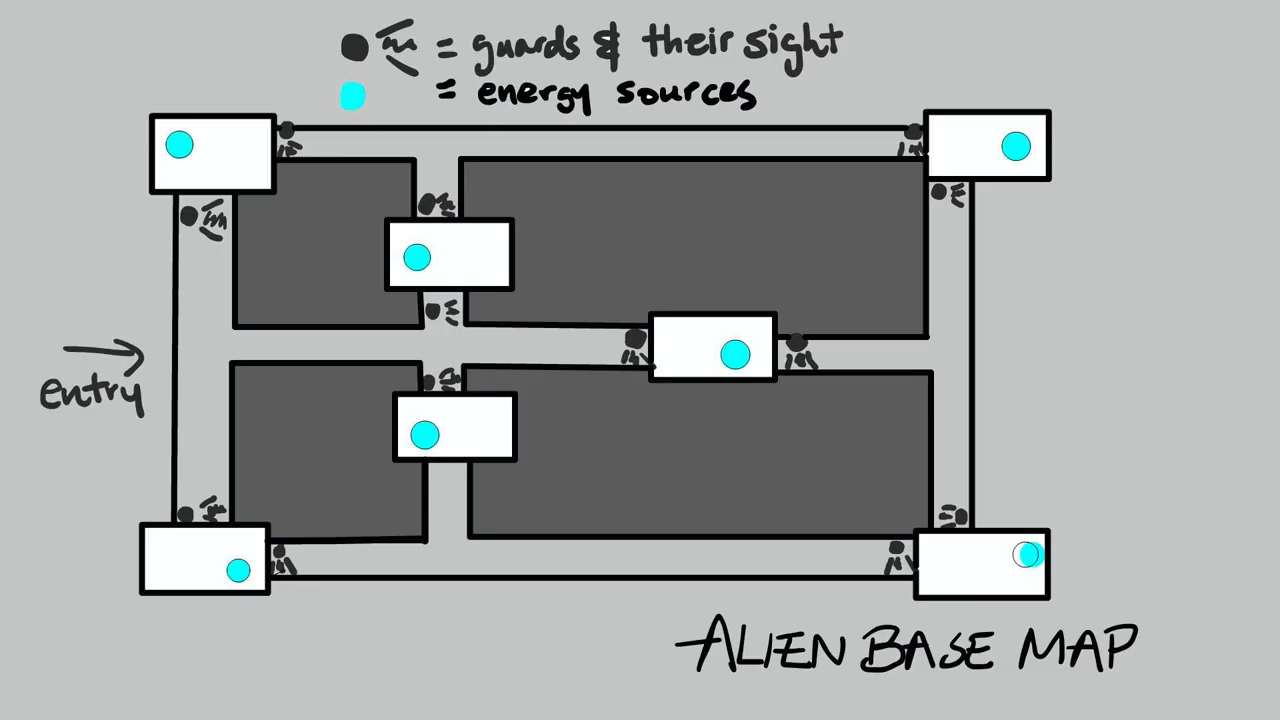 = guards & their sight
= energy sources
entry
ALIEN BASE MAP